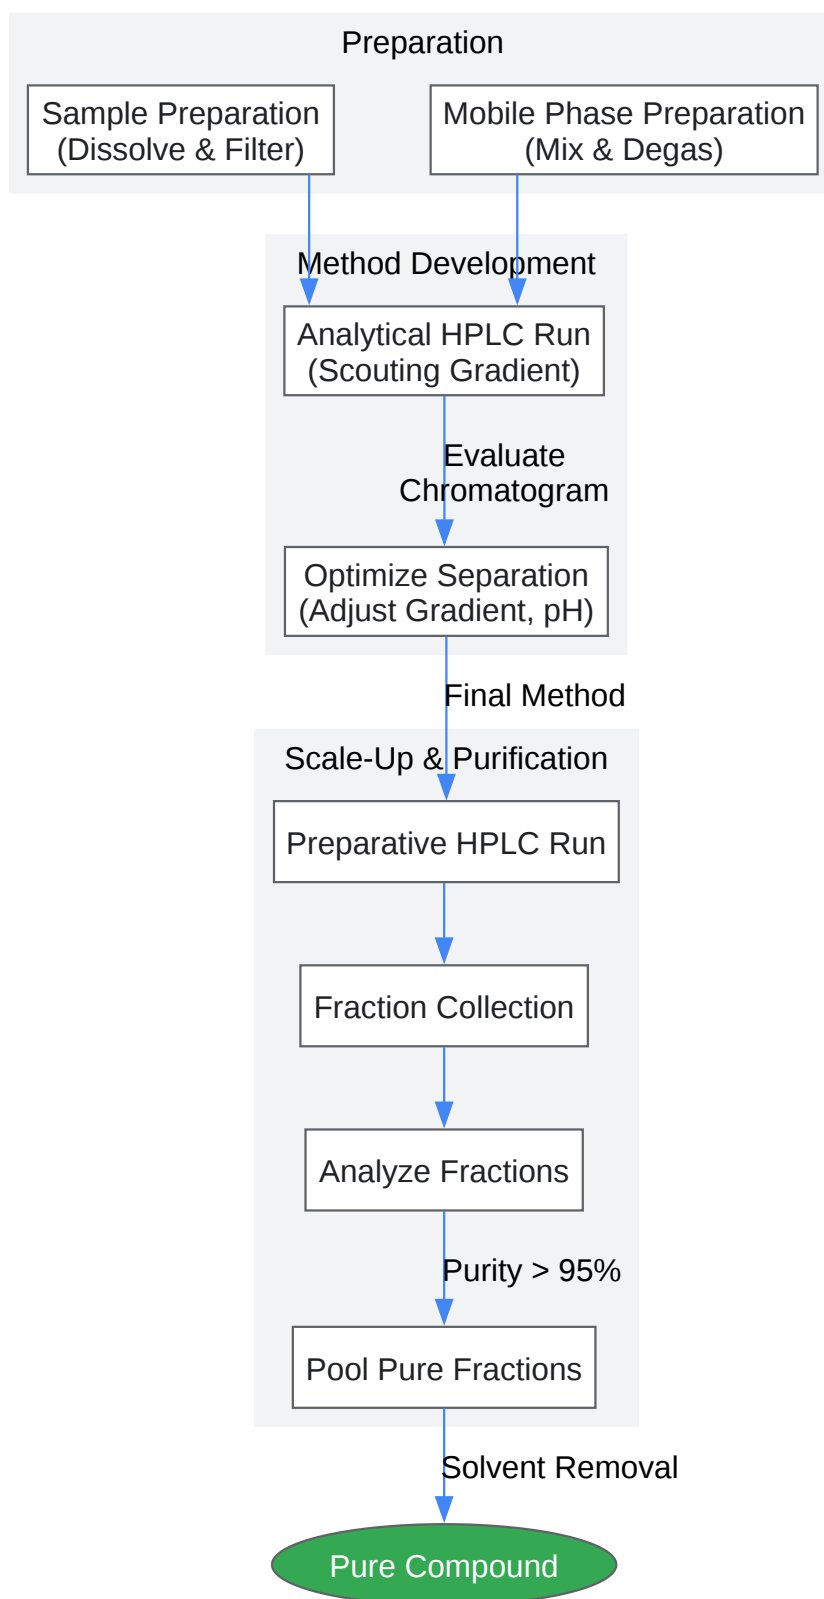 Preparation
Sample Preparation
(Dissolve & Filter)
Mobile Phase Preparation
(Mix & Degas)
Method Development
Analytical HPLC Run
(Scouting Gradient)
Evaluate
Chromatogram
Optimize Separation
(Adjust Gradient, pH)
Final Method
Scale-Up & Purification
Preparative HPLC Run
Fraction Collection
Analyze Fractions
Purity > 95%
Pool Pure Fractions
Solvent Removal
Pure Compound